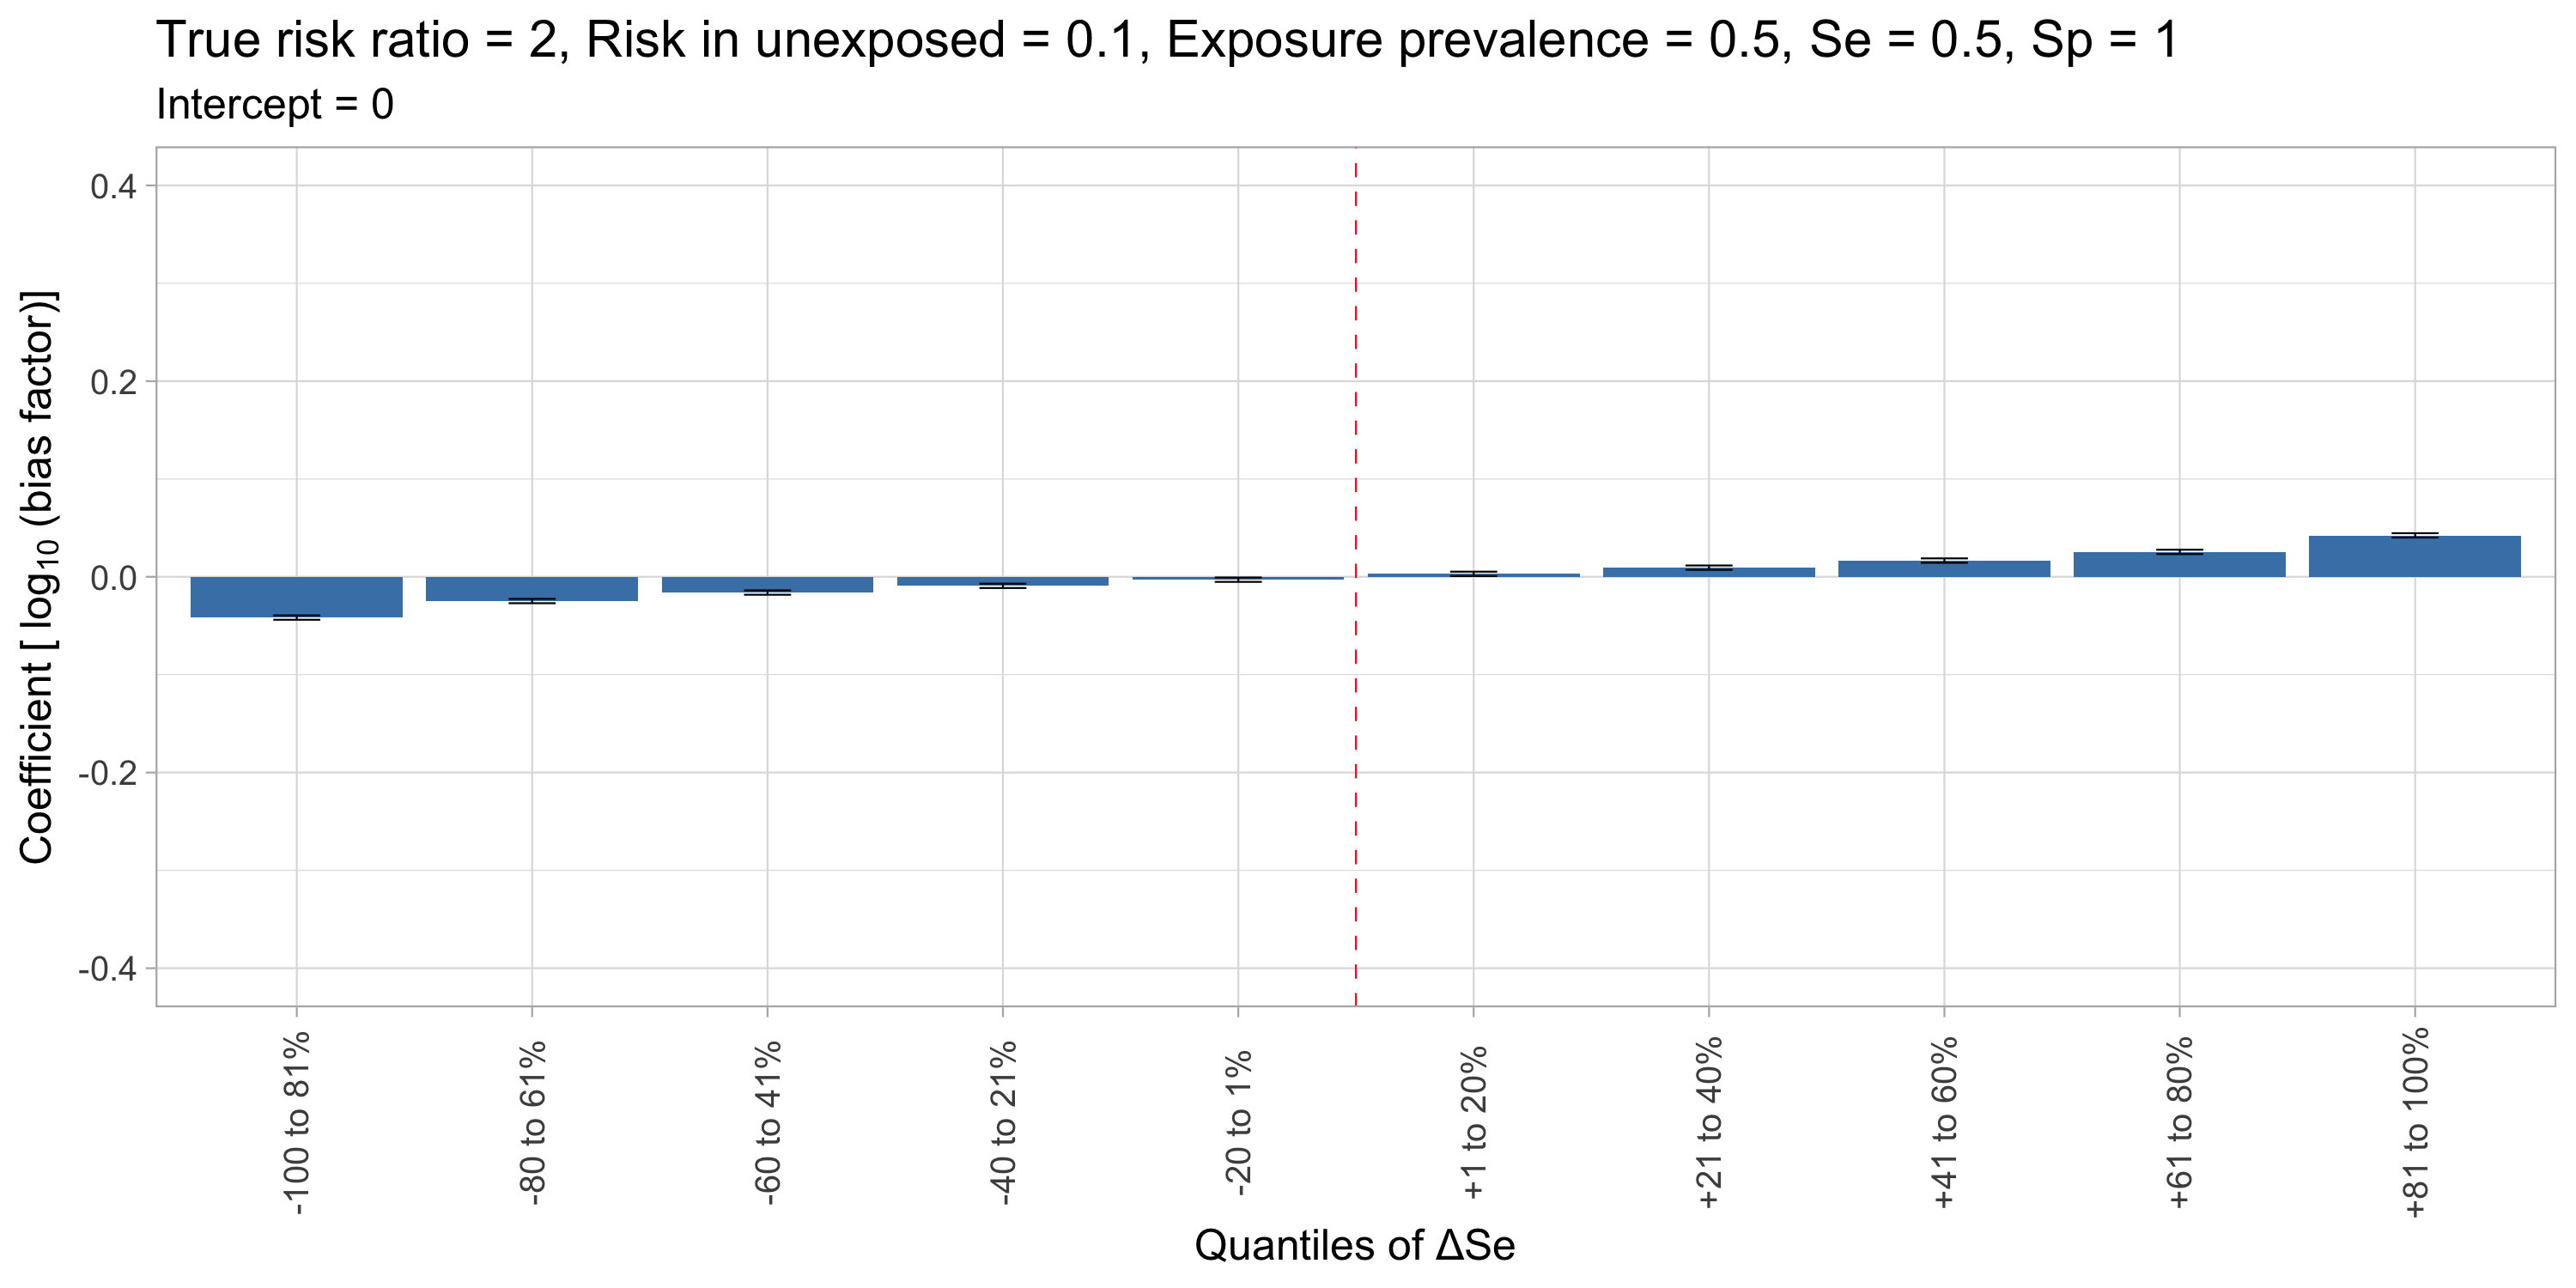 True risk ratio = 2, Risk in unexposed = 0.1, Exposure prevalence = 0.5, Se = 0.5, Sp = 1
Intercept = 0
Coefficient [ log₁₀ (bias factor)]
0.4
0.2
0.0
-0.2
-0.4
-100 to 81%
-80 to 61%
-60 to 41%
-40 to 21%
-20 to 1%
+1 to 20%
+21 to 40%
+41 to 60%
+61 to 80%
+81 to 100%
Quantiles of ΔSe